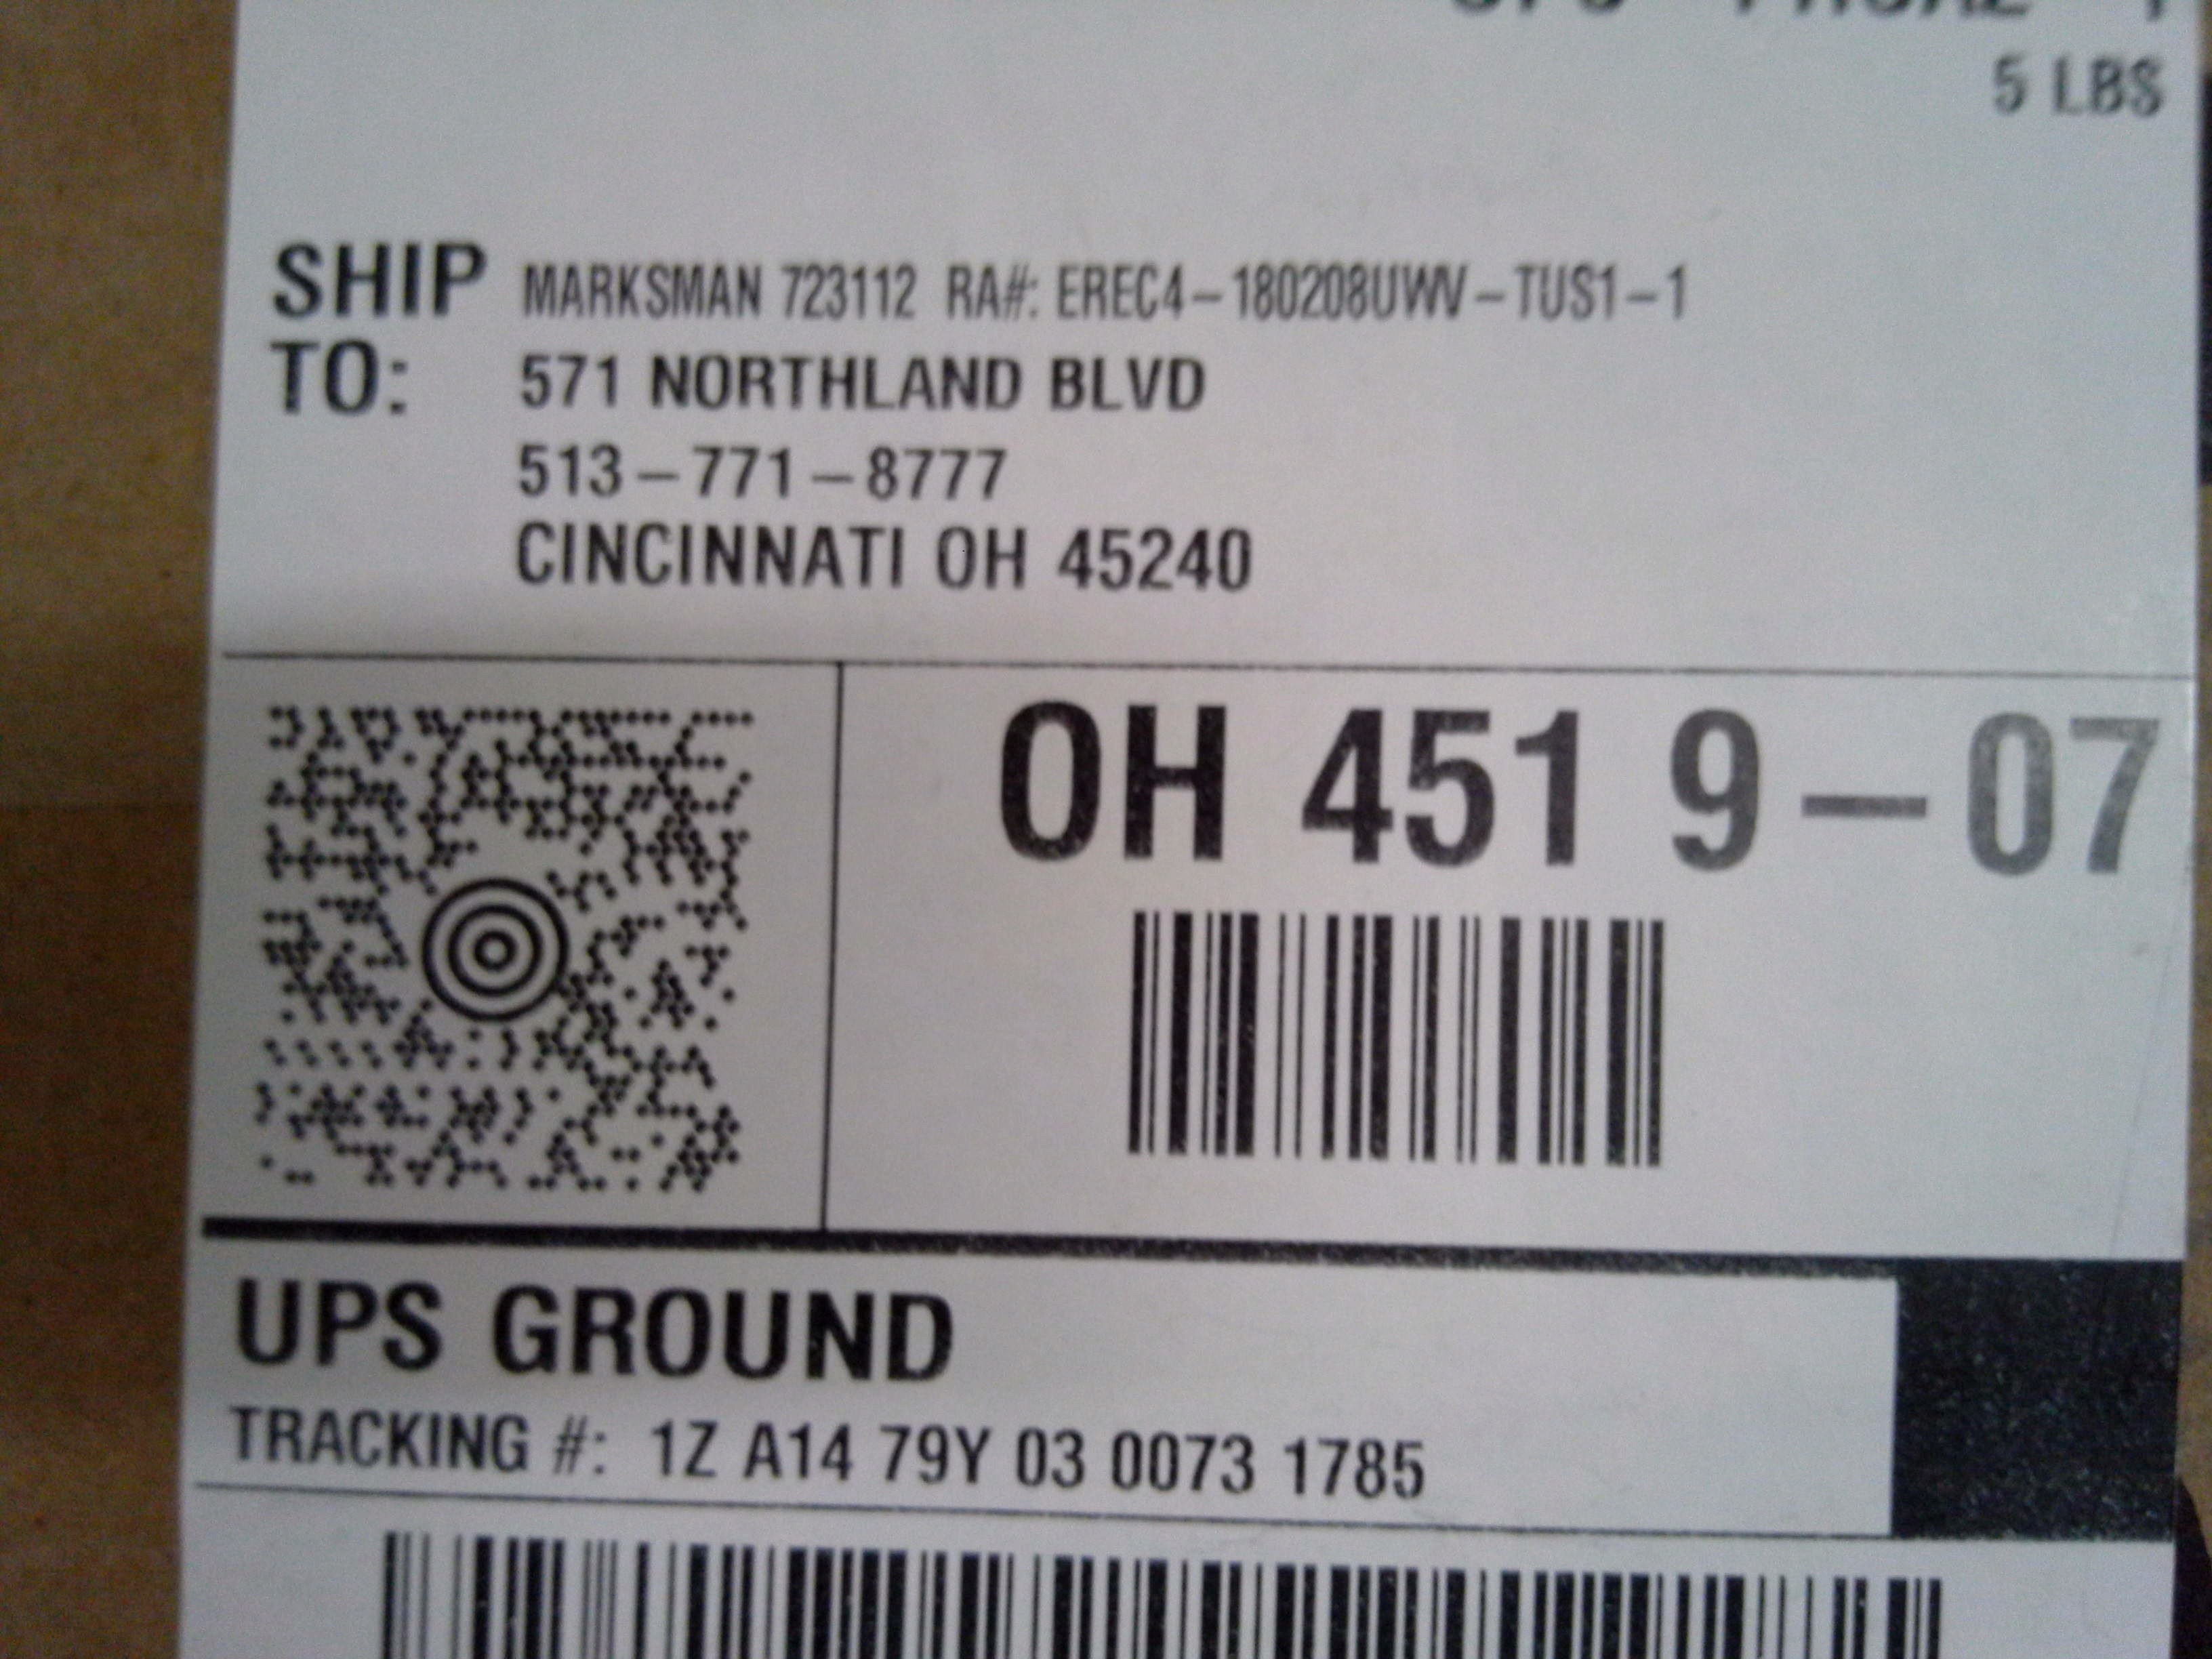 5 LBS
SHIP TO:
MARKSMAN 723112 RA#: EREC4-180208UWV-TUS1-1
571 NORTHLAND BLVD
513-771-8777
CINCINNATI OH 45240
OH 451 9-07
UPS GROUND
TRACKING #: 1Z A14 79Y 03 0073 1785